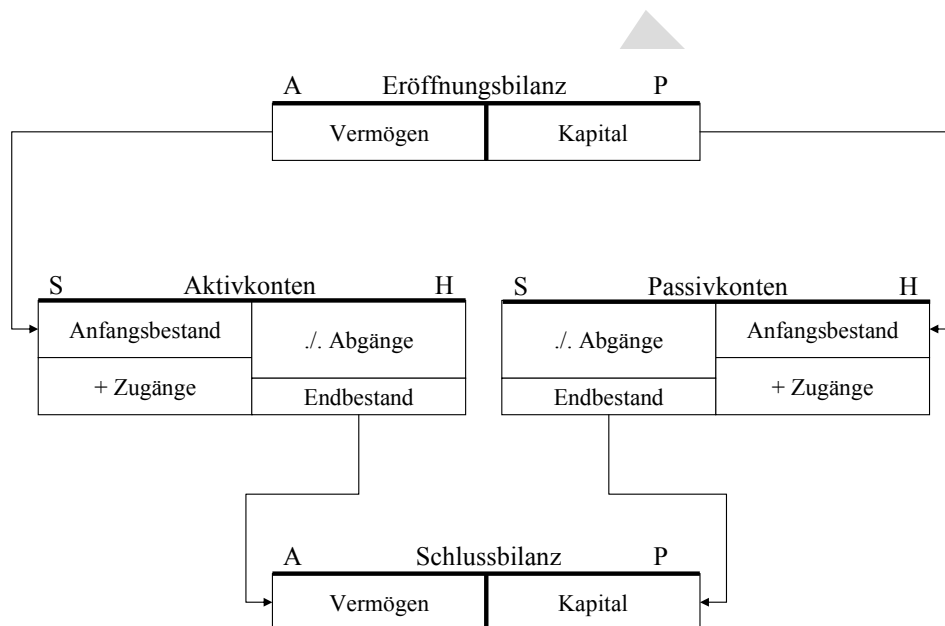 A Eröffnungsbilanz P
Vermögen Kapital
S Aktivkonten H
Anfangsbestand ./. Abgänge
+ Zugänge Endbestand
S Passivkonten H
./. Abgänge Anfangsbestand
Endbestand + Zugänge
A Schlussbilanz P
Vermögen Kapital